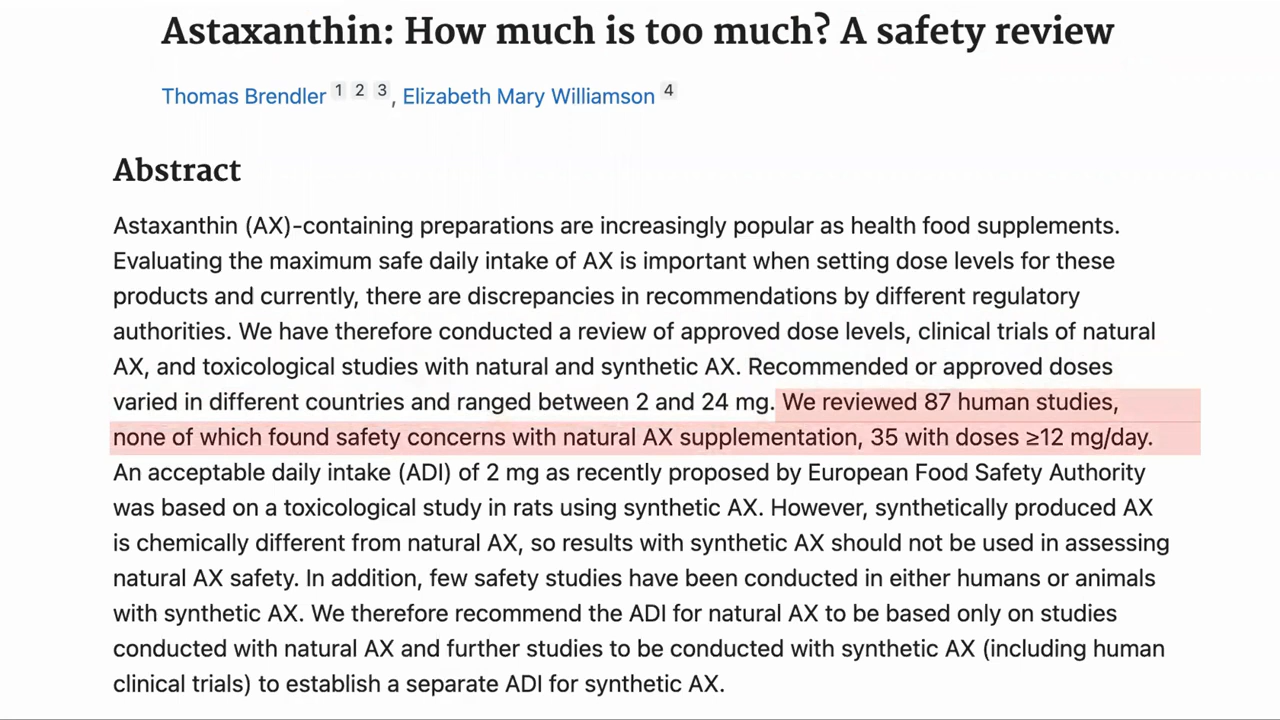 Astaxanthin: How much is too much? A safety review
Thomas Brendler 1 2 3, Elizabeth Mary Williamson 4
Abstract
Astaxanthin (AX)-containing preparations are increasingly popular as health food supplements.
Evaluating the maximum safe daily intake of AX is important when setting dose levels for these
products and currently, there are discrepancies in recommendations by different regulatory
authorities. We have therefore conducted a review of approved dose levels, clinical trials of natural
AX, and toxicological studies with natural and synthetic AX. Recommended or approved doses
varied in different countries and ranged between 2 and 24 mg. We reviewed 87 human studies,
none of which found safety concerns with natural AX supplementation, 35 with doses ≥12 mg/day.
An acceptable daily intake (ADI) of 2 mg as recently proposed by European Food Safety Authority
was based on a toxicological study in rats using synthetic AX. However, synthetically produced AX
is chemically different from natural AX, so results with synthetic AX should not be used in assessing
natural AX safety. In addition, few safety studies have been conducted in either humans or animals
with synthetic AX. We therefore recommend the ADI for natural AX to be based only on studies
conducted with natural AX and further studies to be conducted with synthetic AX (including human
clinical trials) to establish a separate ADI for synthetic AX.